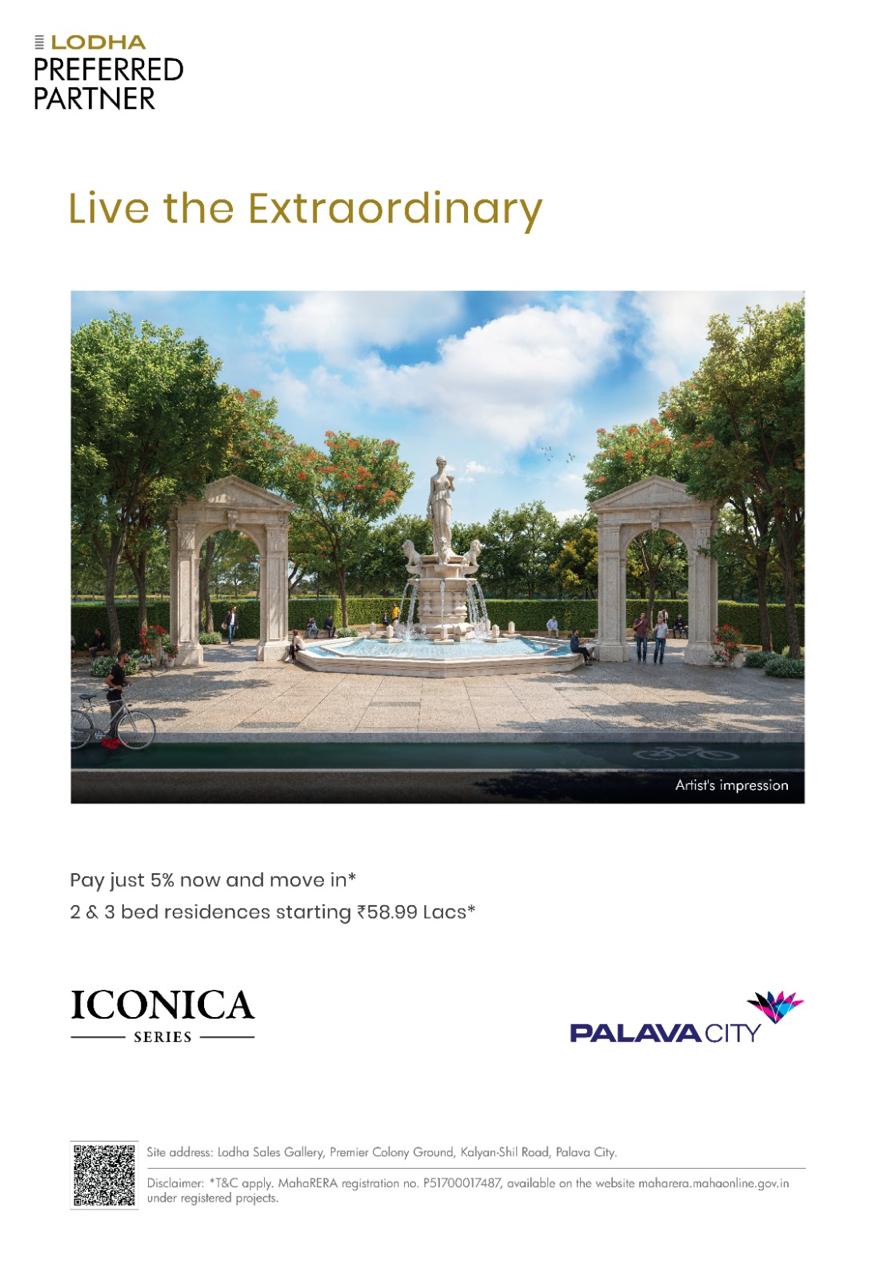 LODHA
PREFERRED
PARTNER
Live the Extraordinary
Artist's impression
Pay just 5% now and move in*
2 & 3 bed residences starting ₹58.99 Lacs*
ICONICA
SERIES
PALAVA CITY
Site address: Lodha Sales Gallery, Premier Colony Ground, Kalyan-Shil Road, Palava City.
Disclaimer: *T&C apply. MahaRERA registration no. P51700017487, available on the website maharera.mahaonline.gov.in
under registered projects.